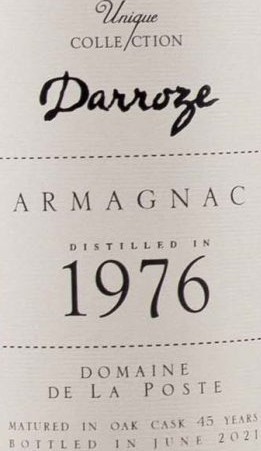 Unique
COLLECTION
Darroze
ARMAGNAC
DISTILLED IN
1976
DOMAINE
DE LA POSTE
MATURED IN OAK CASK 45 YEARS
BOTTLED IN JUNE 2021